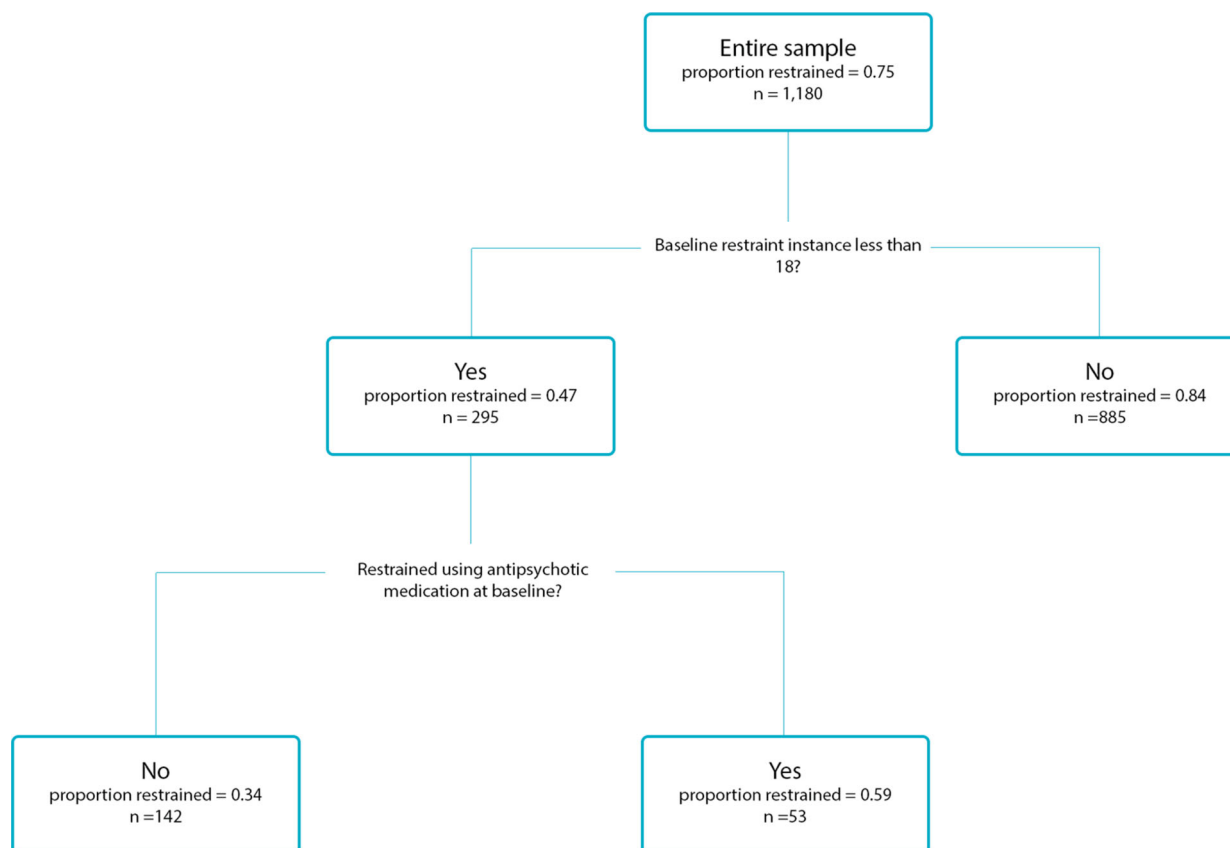 Entire sample
proportion restrained = 0.75
n = 1,180
Baseline restraint instance less than
18?
Yes
proportion restrained = 0.47
n = 295
No
proportion restrained = 0.84
n =885
Restrained using antipsychotic
medication at baseline?
No
proportion restrained = 0.34
n =142
Yes
proportion restrained = 0.59
n =53